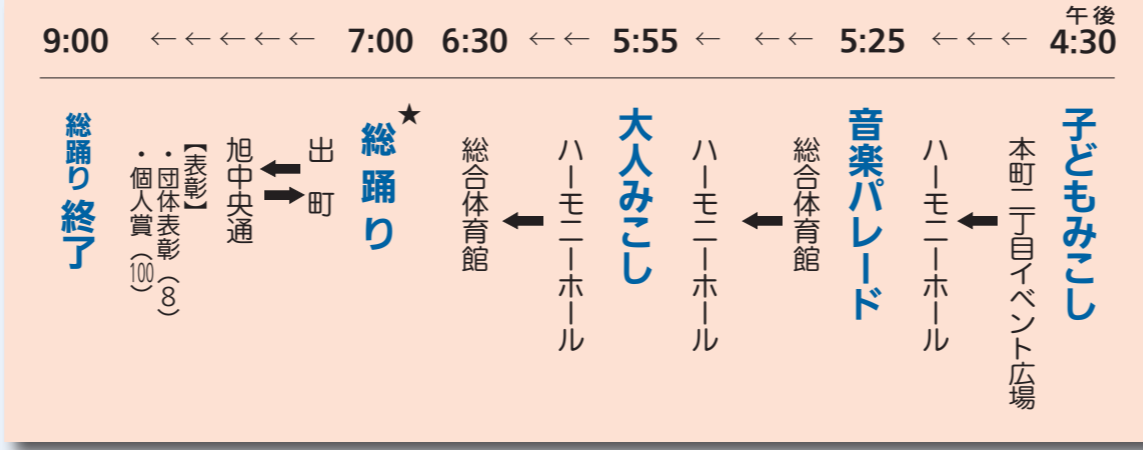 午後
4:30 ←←← 5:25 ←← ← 5:55 ←← 6:30 7:00 ←←←←← 9:00
子どもみこし
本町二丁目イベント広場
←
ハーモニーホール
音楽パレード
総合体育館
←
ハーモニーホール
大人みこし
ハーモニーホール
←
総合体育館
★
総踊り
出町
←
→
旭中央通
【表彰】
・団体表彰(8)
・個人賞(100)
総踊り終了